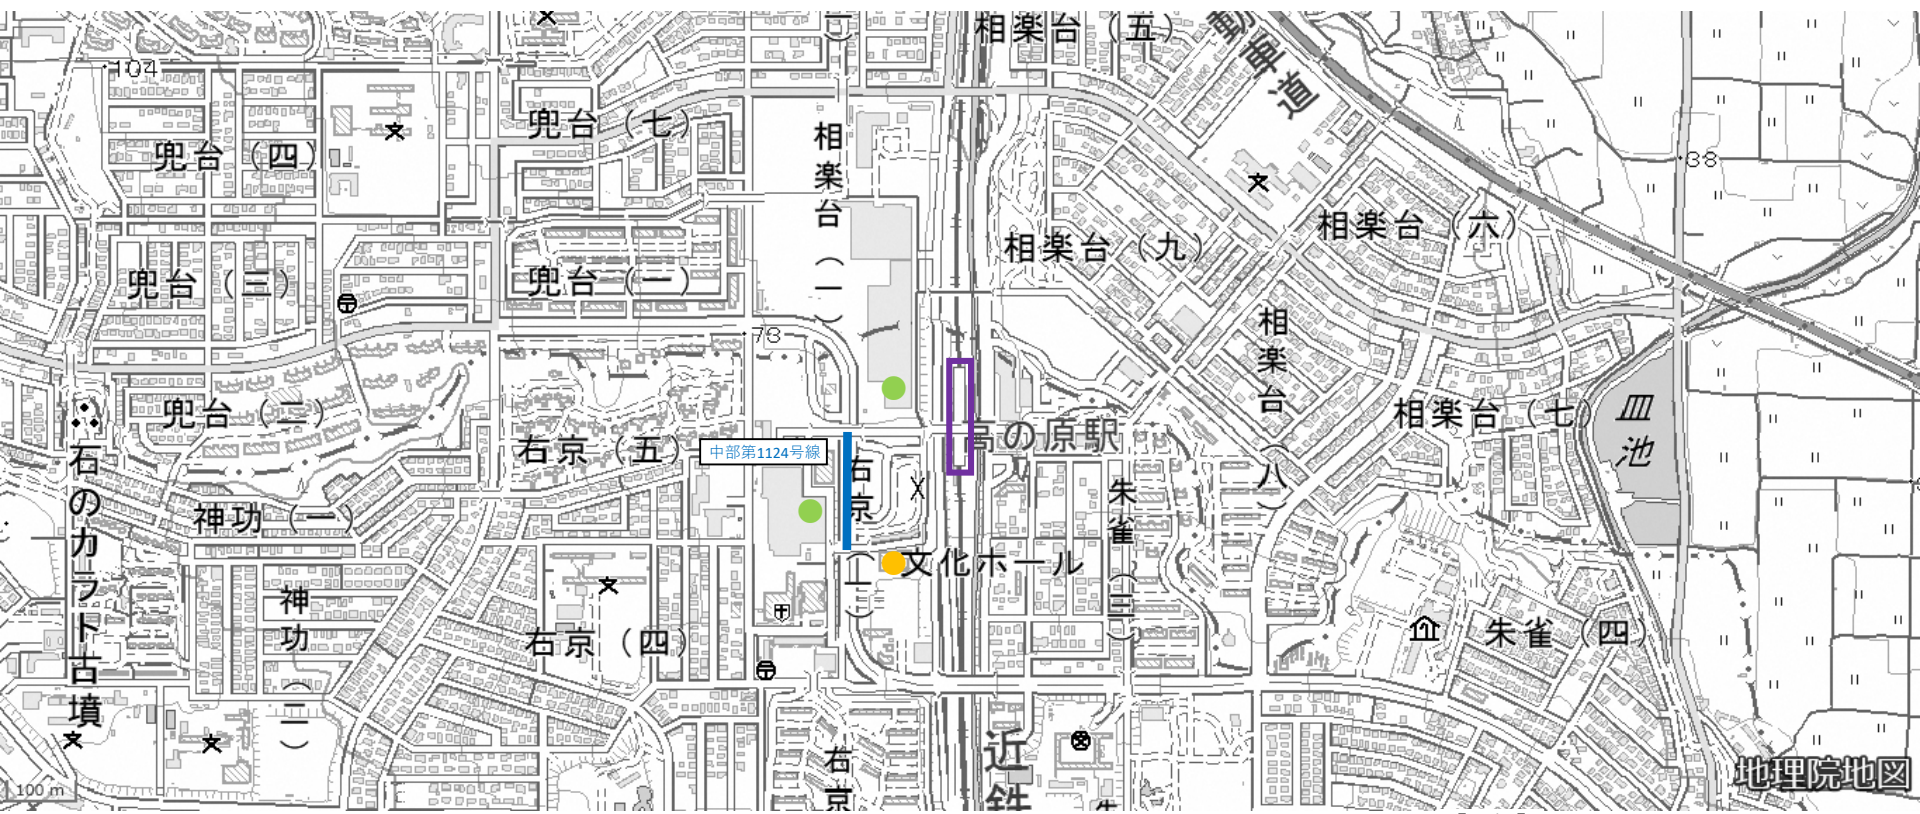 相楽台（五）
動車道
104
兜台（七）
兜台（四）
相楽台（一）
88
相楽台（六）
相楽台（九）
兜台（三）
兜台（一）
73
相楽台（八）
兜台（二）
相楽台（七）
皿池
高の原駅
右京（五）
中部第1124号線
石のカラト古墳
右京（一）
朱雀（三）
神功（一）
文化ホール
神功（二）
右京（四）
朱雀（四）
近鉄
右京
100 m
地理院地図